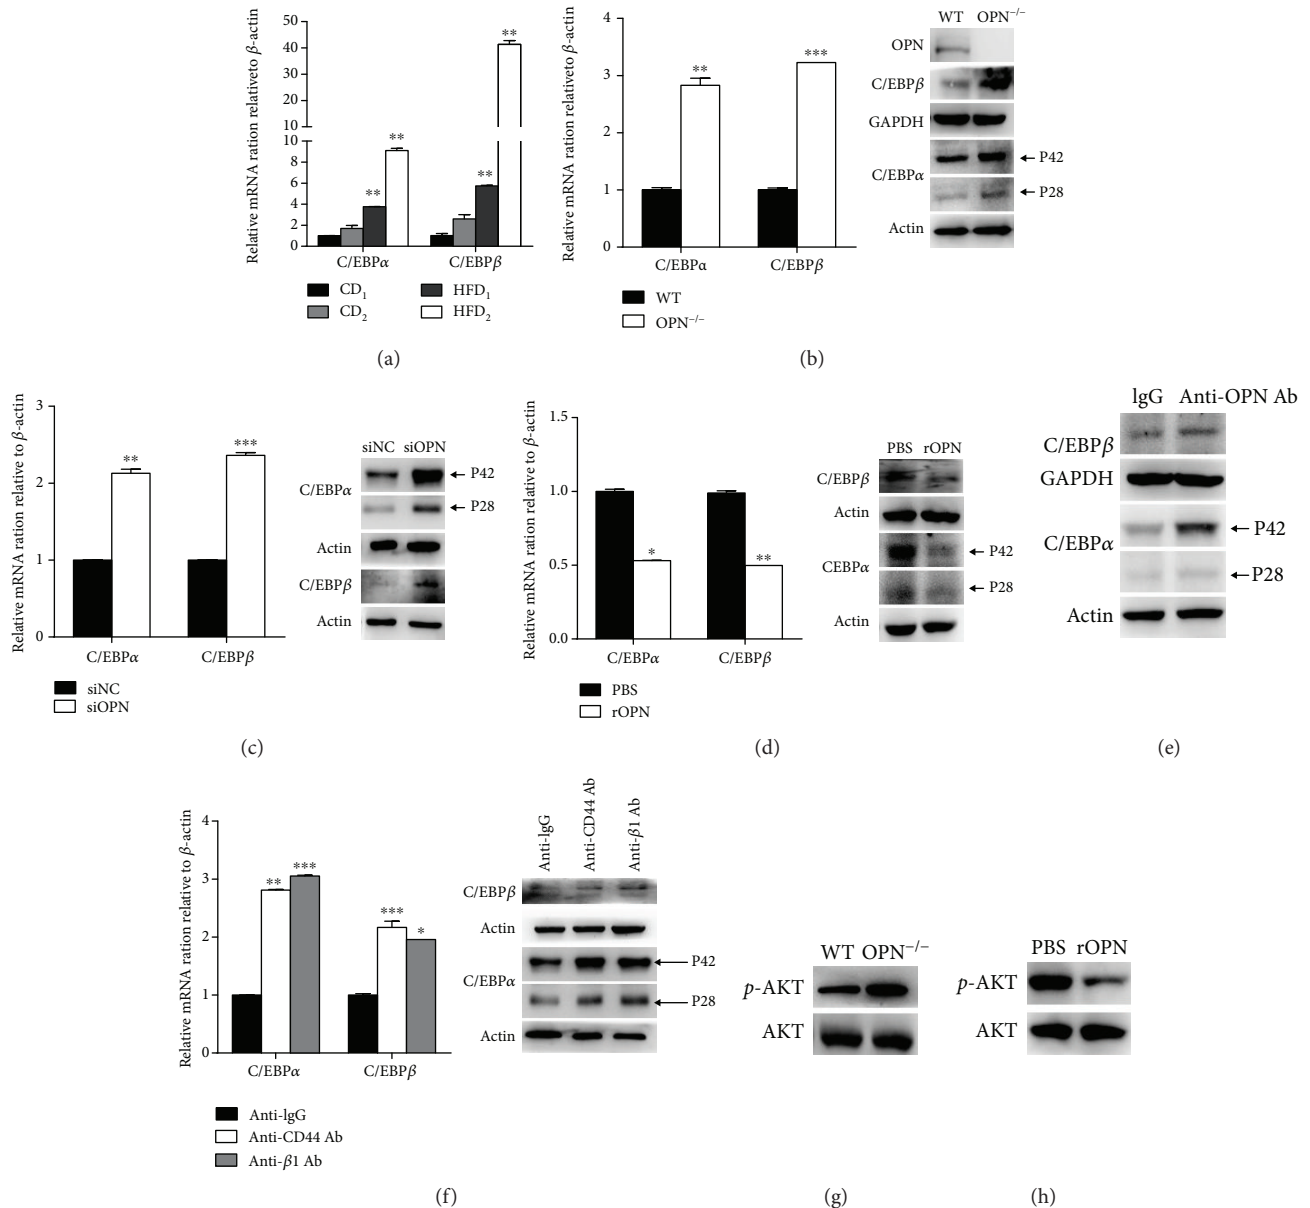 Relative mRNA ration relativeto β-actin
50
40
30
20
10
10
8
6
4
2
0
**
**
**
**
C/EBPα
C/EBPβ
CD1
HFD1
CD2
HFD2
(a)
Relative mRNA ration relativeto β-actin
4
3
2
1
0
**
***
C/EBPα
C/EBPβ
WT
OPN−/−
WT OPN−/−
OPN
C/EBPβ
GAPDH
C/EBPα
P42
P28
Actin
(b)
Relative mRNA ration relative to β-actin
3
2
1
0
**
***
C/EBPα
C/EBPβ
siNC
siOPN
siNC siOPN
C/EBPα
P42
P28
Actin
C/EBPβ
Actin
(c)
Relative mRNA ration relative to β-actin
1.5
1.0
0.5
0.0
*
**
C/EBPα
C/EBPβ
PBS
rOPN
PBS rOPN
C/EBPβ
Actin
CEBPα
P42
P28
Actin
(d)
IgG Anti-OPN Ab
C/EBPβ
GAPDH
C/EBPα
P42
P28
Actin
(e)
Relative mRNA ration relative to β-actin
4
3
2
1
0
**
***
***
*
C/EBPα
C/EBPβ
Anti-IgG
Anti-CD44 Ab
Anti-β1 Ab
Anti-IgG
Anti-CD44 Ab
Anti-β1 Ab
C/EBPβ
Actin
C/EBPα
P42
P28
Actin
(f)
WT OPN−/−
p-AKT
AKT
(g)
PBS rOPN
p-AKT
AKT
(h)